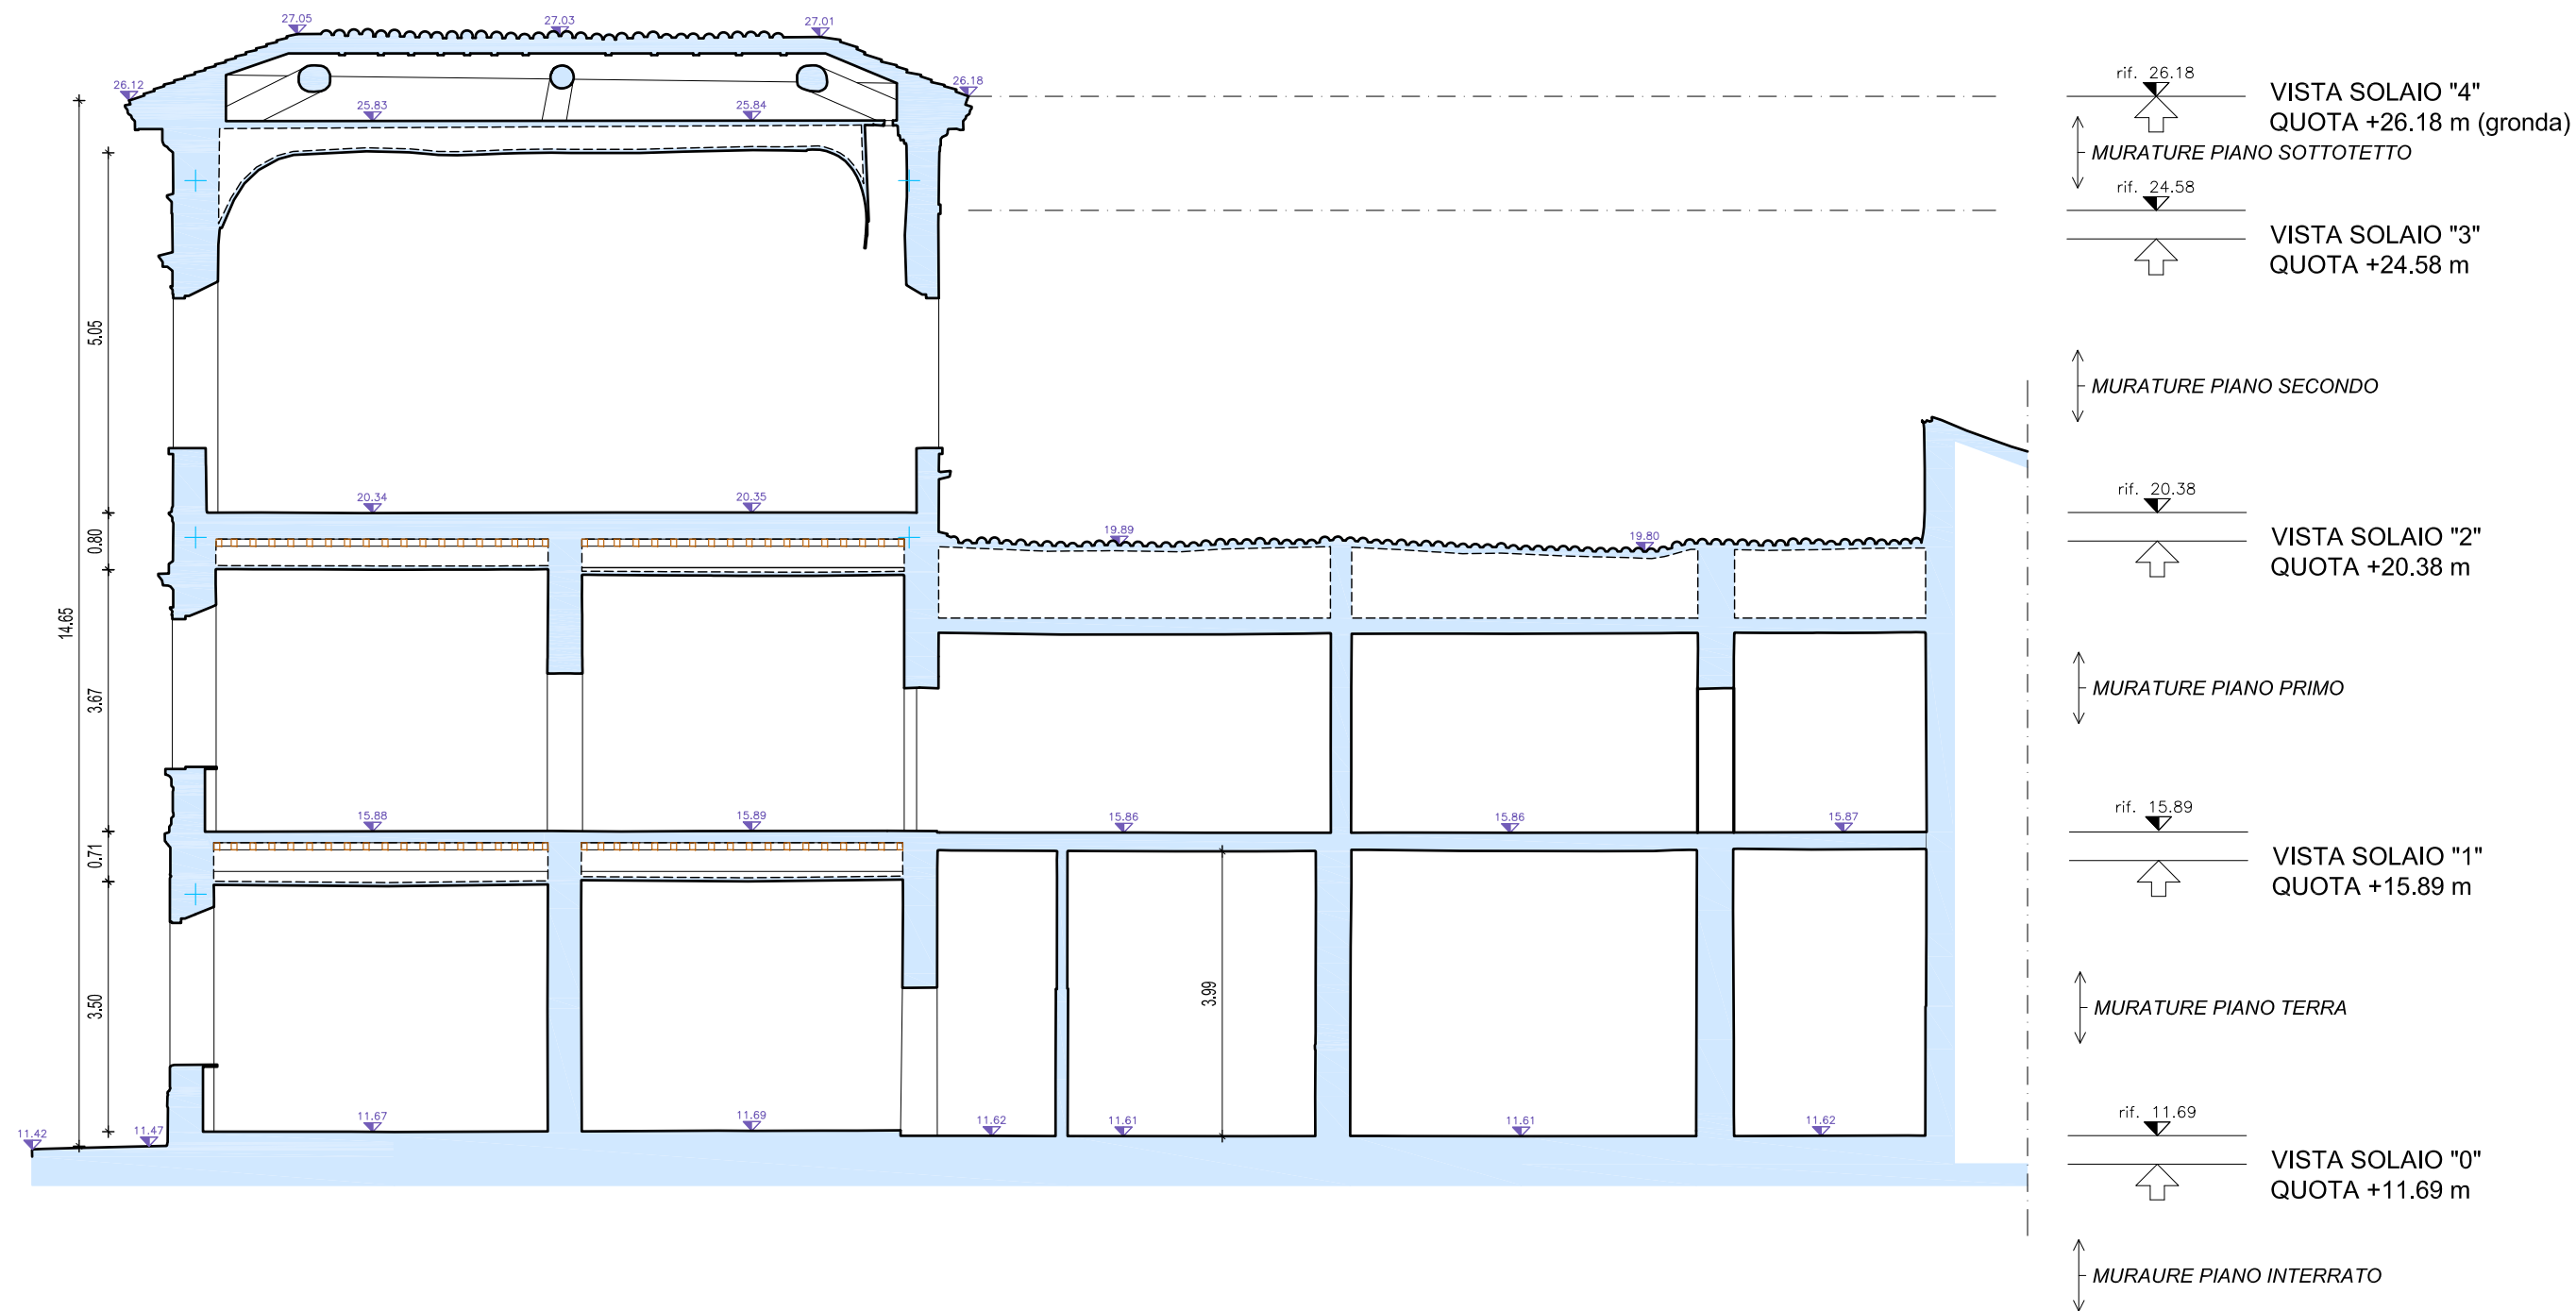 27.05
27.03
27.01
26.12
26.18
25.83
25.84
5.05
20.34
20.35
0.80
19.89
19.80
14.65
3.67
15.88
15.89
15.86
15.86
15.87
0.71
3.50
3.99
11.67
11.69
11.62
11.61
11.61
11.62
11.42
11.47
rif. 26.18
VISTA SOLAIO "4"
QUOTA +26.18 m (gronda)
MURATURE PIANO SOTTOTETTO
rif. 24.58
VISTA SOLAIO "3"
QUOTA +24.58 m
MURATURE PIANO SECONDO
rif. 20.38
VISTA SOLAIO "2"
QUOTA +20.38 m
MURATURE PIANO PRIMO
rif. 15.89
VISTA SOLAIO "1"
QUOTA +15.89 m
MURATURE PIANO TERRA
rif. 11.69
VISTA SOLAIO "0"
QUOTA +11.69 m
MURAURE PIANO INTERRATO